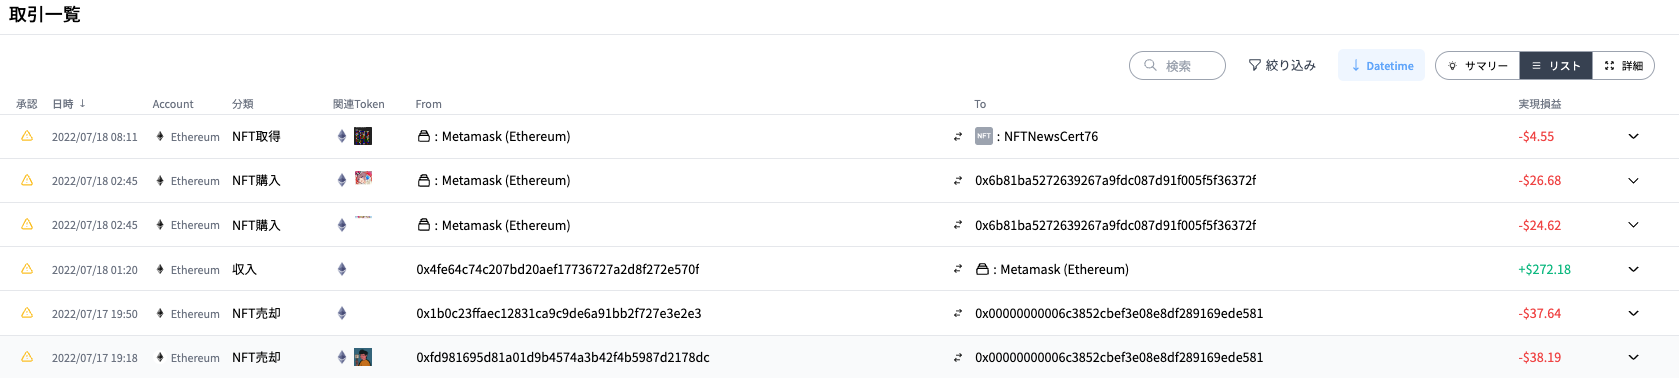 取引一覧
検索 絞り込み ↓ Datetime サマリー リスト 詳細
承認 日時 ↓ Account 分類 関連Token From To 実現損益
2022/07/18 08:11 Ethereum NFT取得 : Metamask (Ethereum) NFT : NFTNewsCert76 -$4.55
2022/07/18 02:45 Ethereum NFT購入 : Metamask (Ethereum) 0x6b81ba5272639267a9fdc087d91f005f5f36372f -$26.68
2022/07/18 02:45 Ethereum NFT購入 : Metamask (Ethereum) 0x6b81ba5272639267a9fdc087d91f005f5f36372f -$24.62
2022/07/18 01:20 Ethereum 収入 0x4fe64c74c207bd20aef17736727a2d8f272e570f : Metamask (Ethereum) +$272.18
2022/07/17 19:50 Ethereum NFT売却 0x1b0c23ffaec12831ca9c9de6a91bb2f727e3e2e3 0x00000000006c3852cbef3e08e8df289169ede581 -$37.64
2022/07/17 19:18 Ethereum NFT売却 0xfd981695d81a01d9b4574a3b42f4b5987d2178dc 0x00000000006c3852cbef3e08e8df289169ede581 -$38.19